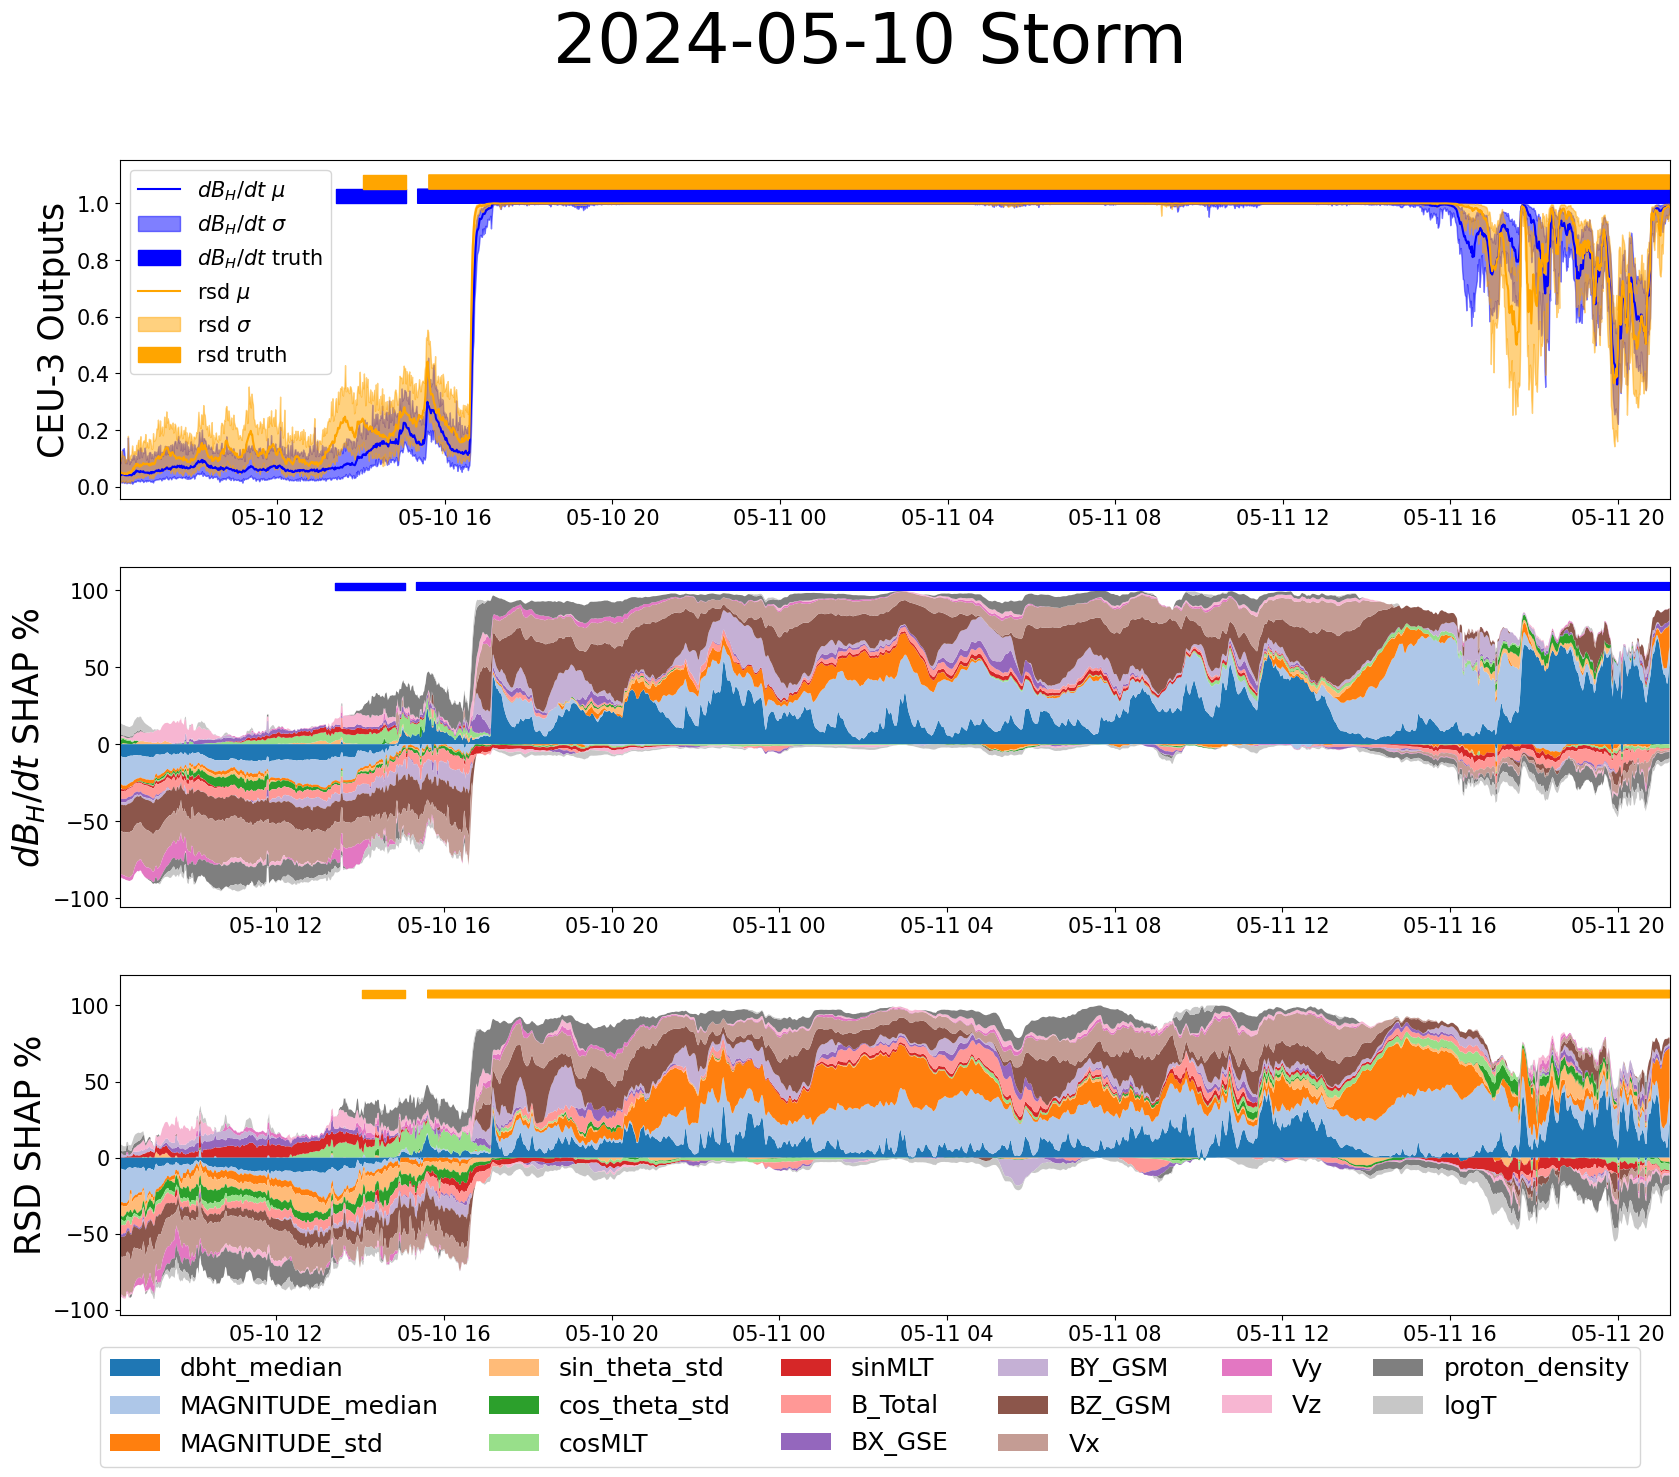 2024-05-10 Storm
CEU-3 Outputs
1.0
0.8
0.6
0.4
0.2
0.0
dB_H/dt μ
dB_H/dt σ
dB_H/dt truth
rsd μ
rsd σ
rsd truth
05-10 12 05-10 16 05-10 20 05-11 00 05-11 04 05-11 08 05-11 12 05-11 16 05-11 20
dB_H/dt SHAP %
100
50
0
−50
−100
05-10 12 05-10 16 05-10 20 05-11 00 05-11 04 05-11 08 05-11 12 05-11 16 05-11 20
RSD SHAP %
100
50
0
−50
−100
05-10 12 05-10 16 05-10 20 05-11 00 05-11 04 05-11 08 05-11 12 05-11 16 05-11 20
dbht_median sin_theta_std sinMLT BY_GSM Vy proton_density
MAGNITUDE_median cos_theta_std B_Total BZ_GSM Vz logT
MAGNITUDE_std cosMLT BX_GSE Vx